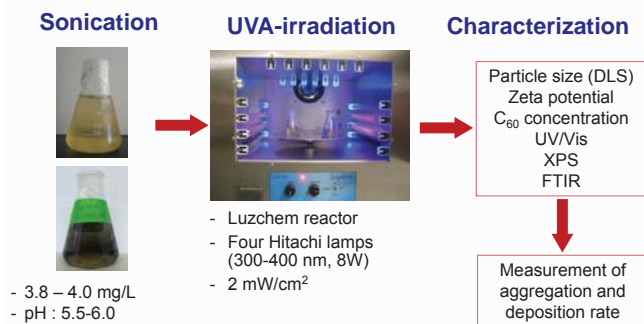 Sonication
UVA-irradiation
Characterization
Particle size (DLS)
Zeta potential
C₆₀ concentration
UV/Vis
XPS
FTIR
- Luzchem reactor
- Four Hitachi lamps
(300-400 nm, 8W)
- 2 mW/cm²
- 3.8 – 4.0 mg/L
- pH : 5.5-6.0
Measurement of
aggregation and
deposition rate